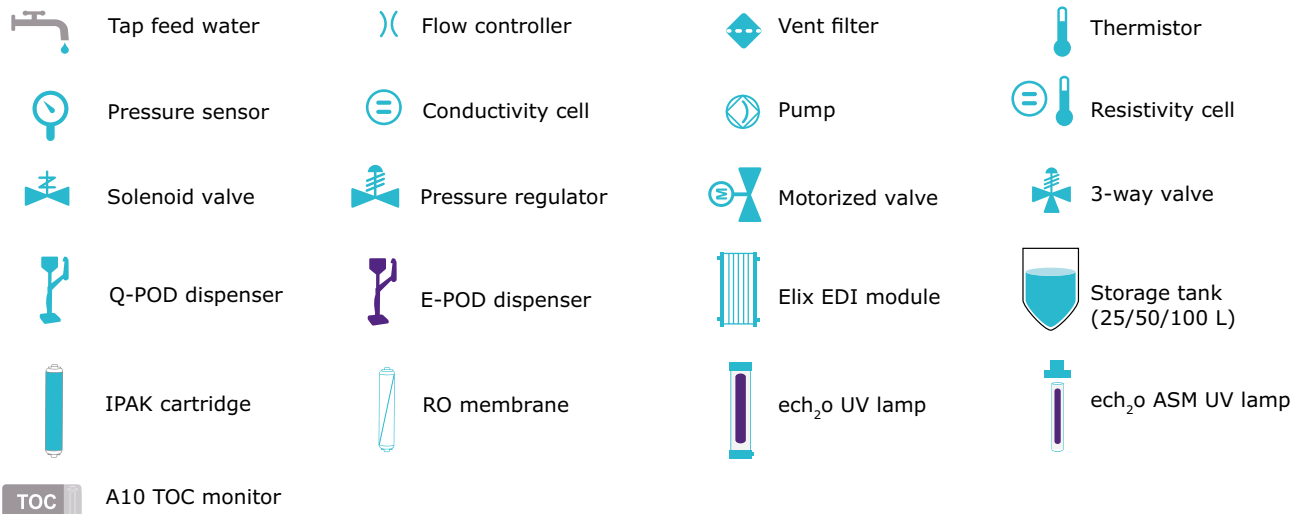 Tap feed water
Flow controller
Vent filter
Thermistor
Pressure sensor
Conductivity cell
Pump
Resistivity cell
Solenoid valve
Pressure regulator
M
Motorized valve
3-way valve
Q-POD dispenser
E-POD dispenser
Elix EDI module
Storage tank
(25/50/100 L)
IPAK cartridge
RO membrane
ech₂o UV lamp
ech₂o ASM UV lamp
TOC
A10 TOC monitor